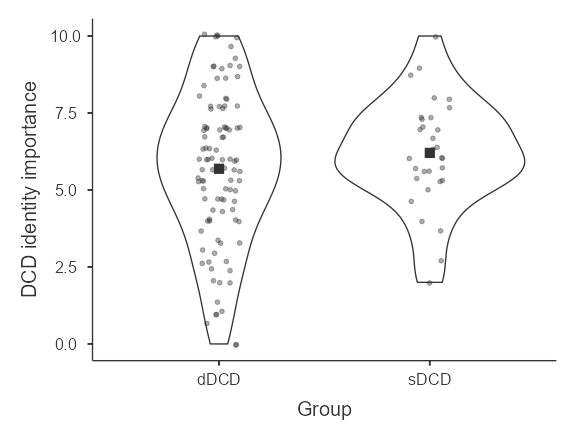 DCD identity importance
10.0
7.5
5.0
2.5
0.0
dDCD
sDCD
Group